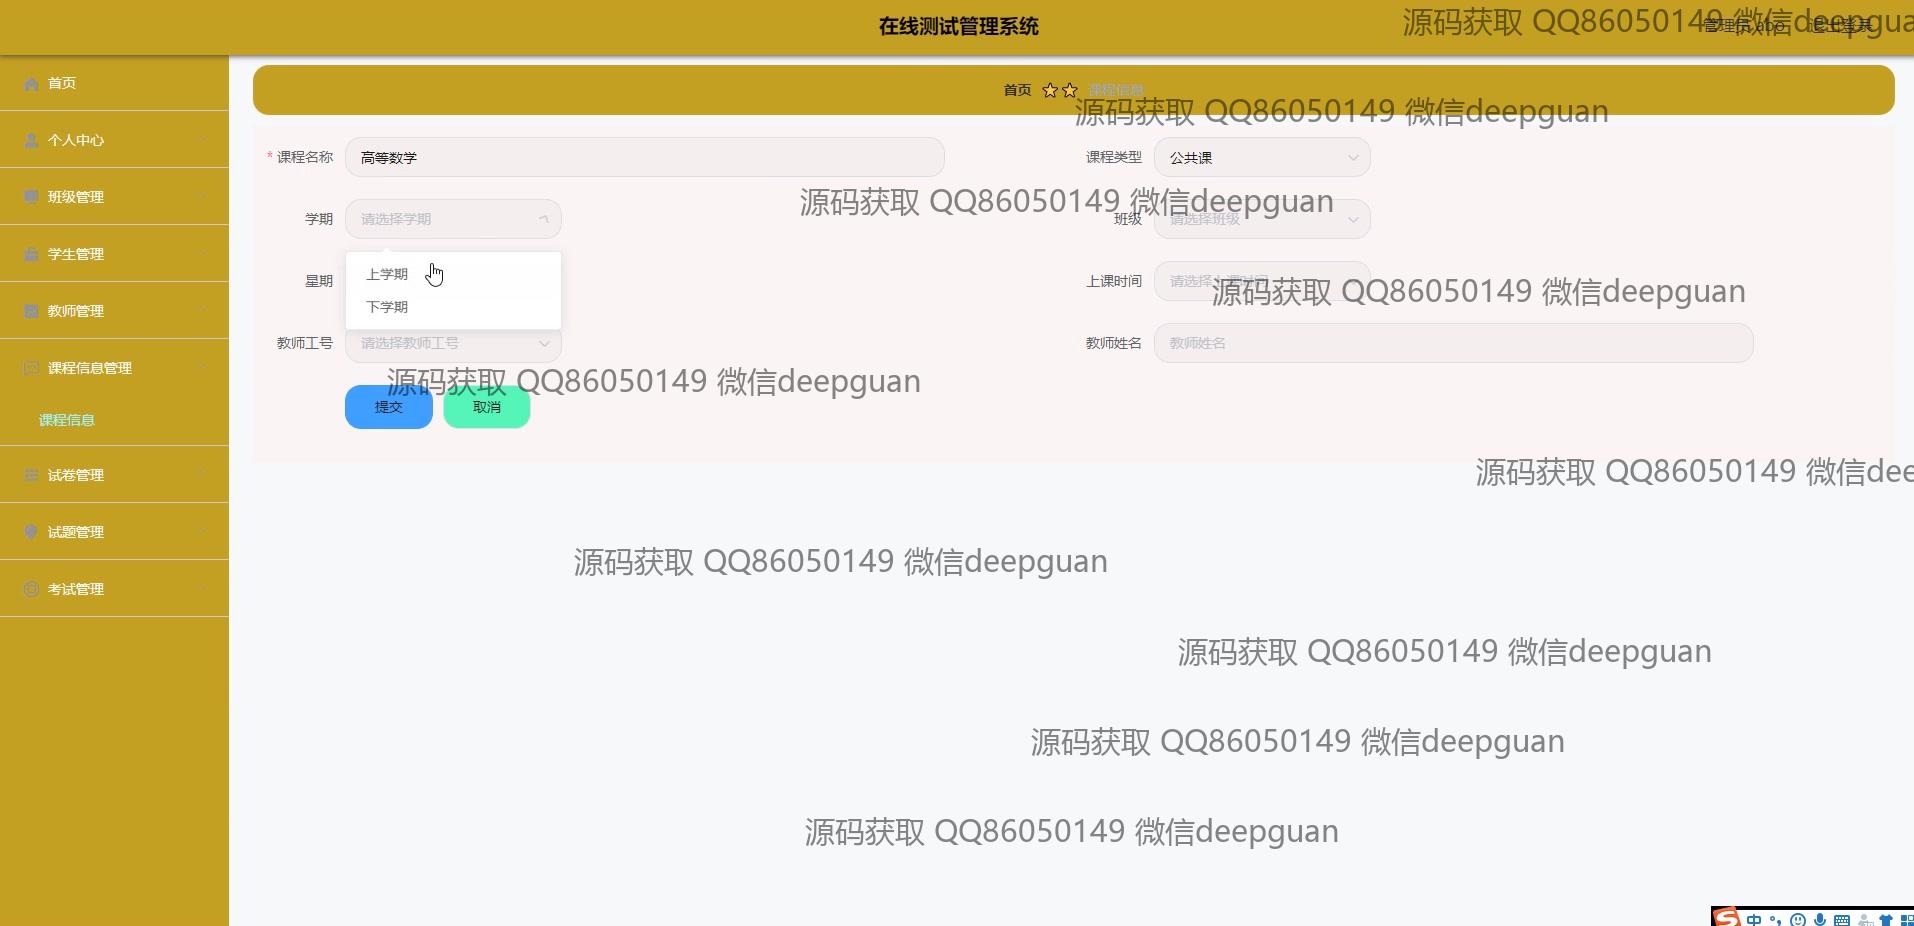 在线测试管理系统
源码获取 QQ86050149 微信deepgua
管理员 abo
退出登录
首页
个人中心
班级管理
学生管理
教师管理
课程信息管理
课程信息
试卷管理
试题管理
考试管理
首页 课程信息
源码获取 QQ86050149 微信deepguan
* 课程名称 高等数学
课程类型 公共课
源码获取 QQ86050149 微信deepguan
学期 请选择学期
班级 请选择班级
上学期
下学期
星期
上课时间 请选择上课时间
源码获取 QQ86050149 微信deepguan
教师工号 请选择教师工号
教师姓名 教师姓名
源码获取 QQ86050149 微信deepguan
提交 取消
源码获取 QQ86050149 微信dee
源码获取 QQ86050149 微信deepguan
源码获取 QQ86050149 微信deepguan
源码获取 QQ86050149 微信deepguan
源码获取 QQ86050149 微信deepguan
中